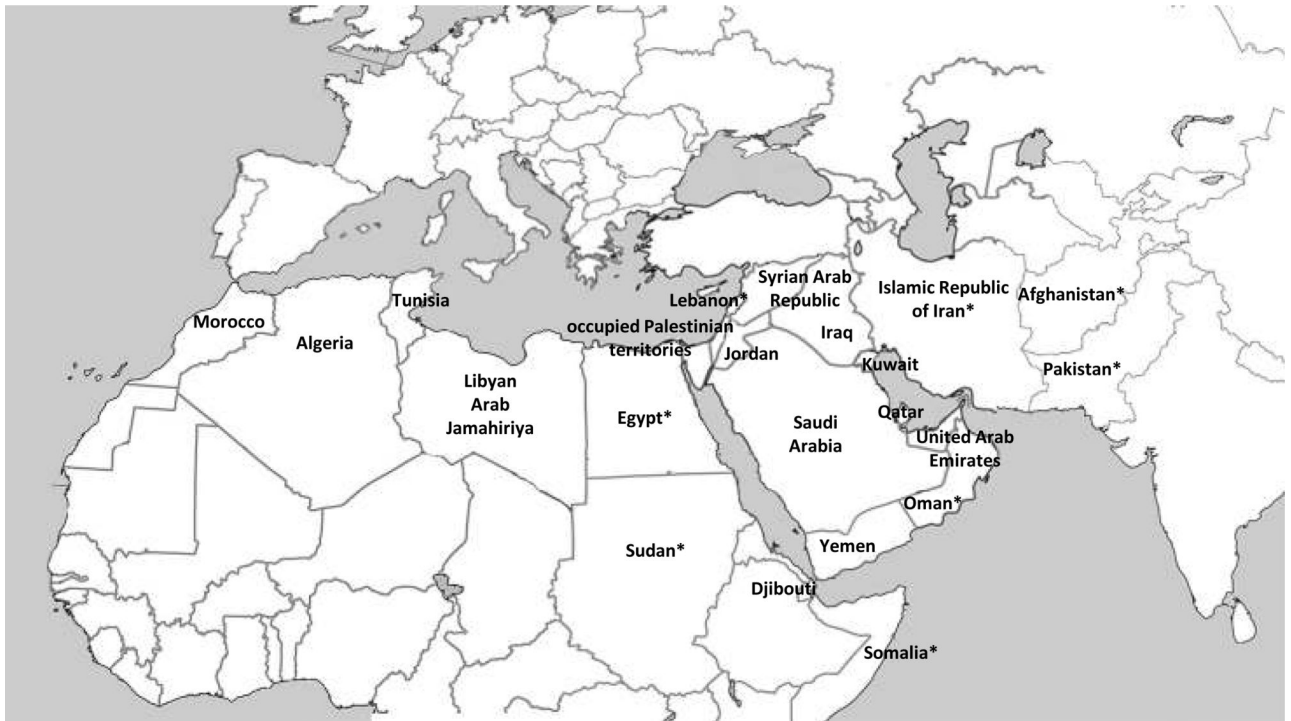 Syrian Arab
Republic
Islamic Republic
of Iran*
Afghanistan*
Tunisia
Lebanon*
Morocco
occupied Palestinian
territories
Iraq
Algeria
Jordan
Kuwait
Pakistan*
Libyan
Arab
Jamahiriya
Egypt*
Saudi
Arabia
Qatar
United Arab
Emirates
Oman*
Sudan*
Yemen
Djibouti
Somalia*